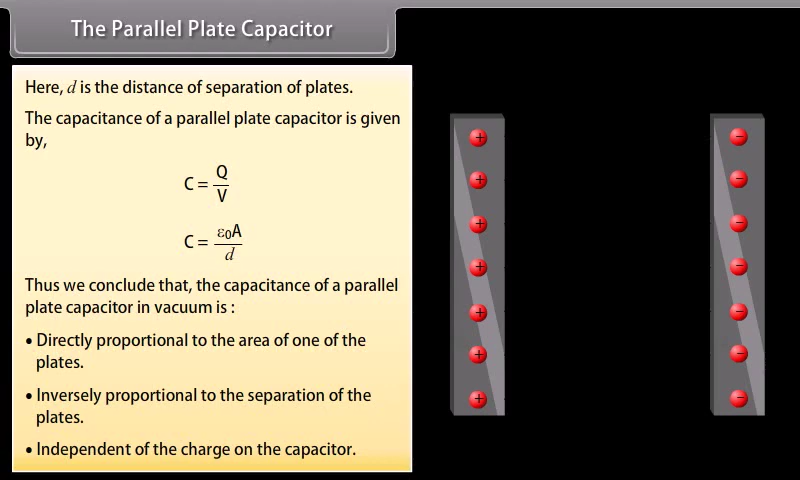 The Parallel Plate Capacitor
Here, d is the distance of separation of plates.
The capacitance of a parallel plate capacitor is given
by,
C = Q/V
C = ε₀A/d
Thus we conclude that, the capacitance of a parallel
plate capacitor in vacuum is :
• Directly proportional to the area of one of the
plates.
• Inversely proportional to the separation of the
plates.
• Independent of the charge on the capacitor.
+ −
+ −
+ −
+ −
+ −
+ −
+ −